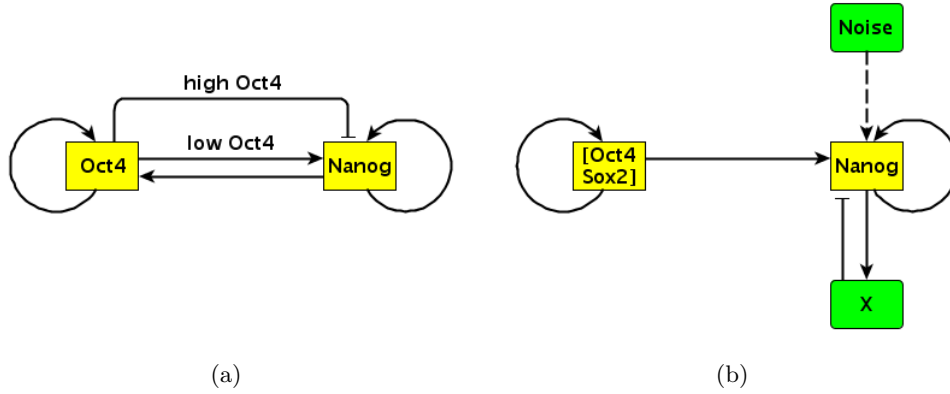 Noise
high Oct4
low Oct4
Oct4
Nanog
[Oct4
Sox2]
Nanog
X
(a)
(b)